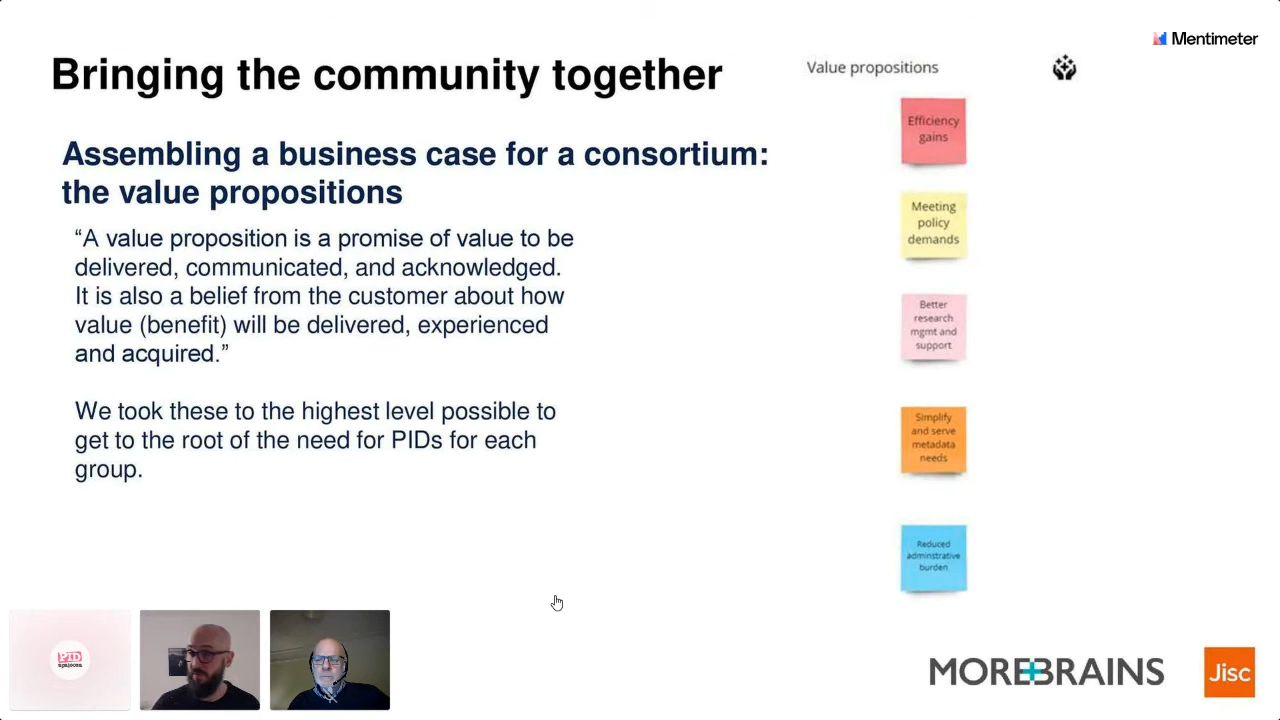 Mentimeter
Bringing the community together
Value propositions
Assembling a business case for a consortium:
the value propositions
“A value proposition is a promise of value to be
delivered, communicated, and acknowledged.
It is also a belief from the customer about how
value (benefit) will be delivered, experienced
and acquired.”
We took these to the highest level possible to
get to the root of the need for PIDs for each
group.
Efficiency
gains
Meeting
policy
demands
Better
research
mgmt and
support
Simplify
and serve
metadata
needs
Reduced
adminstrative
burden
PID
apalooza
MOREBRAINS
Jisc